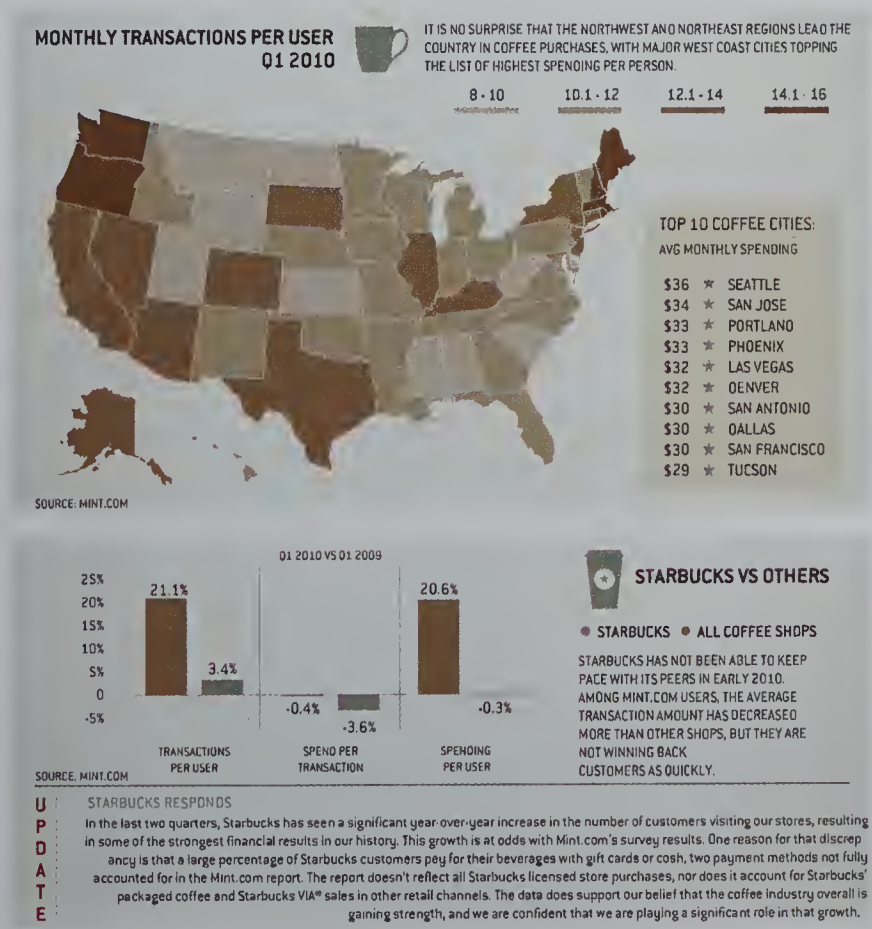 MONTHLY TRANSACTIONS PER USER
Q1 2010
IT IS NO SURPRISE THAT THE NORTHWEST AND NORTHEAST REGIONS LEAD THE
COUNTRY IN COFFEE PURCHASES, WITH MAJOR WEST COAST CITIES TOPPING
THE LIST OF HIGHEST SPENDING PER PERSON.
8 - 10 10.1 - 12 12.1 - 14 14.1 - 16
TOP 10 COFFEE CITIES:
AVG MONTHLY SPENDING
$36 ★ SEATTLE
$34 ★ SAN JOSE
$33 ★ PORTLAND
$33 ★ PHOENIX
$32 ★ LAS VEGAS
$32 ★ DENVER
$30 ★ SAN ANTONIO
$30 ★ DALLAS
$30 ★ SAN FRANCISCO
$29 ★ TUCSON
SOURCE: MINT.COM
Q1 2010 VS Q1 2009
25%
20%
15%
10%
5%
0
-5%
21.1%
3.4%
-0.4%
-3.6%
20.6%
-0.3%
TRANSACTIONS
PER USER
SPEND PER
TRANSACTION
SPENDING
PER USER
SOURCE. MINT.COM
STARBUCKS VS OTHERS
● STARBUCKS ● ALL COFFEE SHOPS
STARBUCKS HAS NOT BEEN ABLE TO KEEP
PACE WITH ITS PEERS IN EARLY 2010.
AMONG MINT.COM USERS, THE AVERAGE
TRANSACTION AMOUNT HAS DECREASED
MORE THAN OTHER SHOPS, BUT THEY ARE
NOT WINNING BACK
CUSTOMERS AS QUICKLY.
UPDATE
STARBUCKS RESPONDS
In the last two quarters, Starbucks has seen a significant year-over-year increase in the number of customers visiting our stores, resulting
in some of the strongest financial results in our history. This growth is at odds with Mint.com's survey results. One reason for that discrep
ancy is that a large percentage of Starbucks customers pay for their beverages with gift cards or cash, two payment methods not fully
accounted for in the Mint.com report. The report doesn't reflect all Starbucks licensed store purchases, nor does it account for Starbucks'
packaged coffee and Starbucks VIA® sales in other retail channels. The data does support our belief that the coffee industry overall is
gaining strength, and we are confident that we are playing a significant role in that growth.